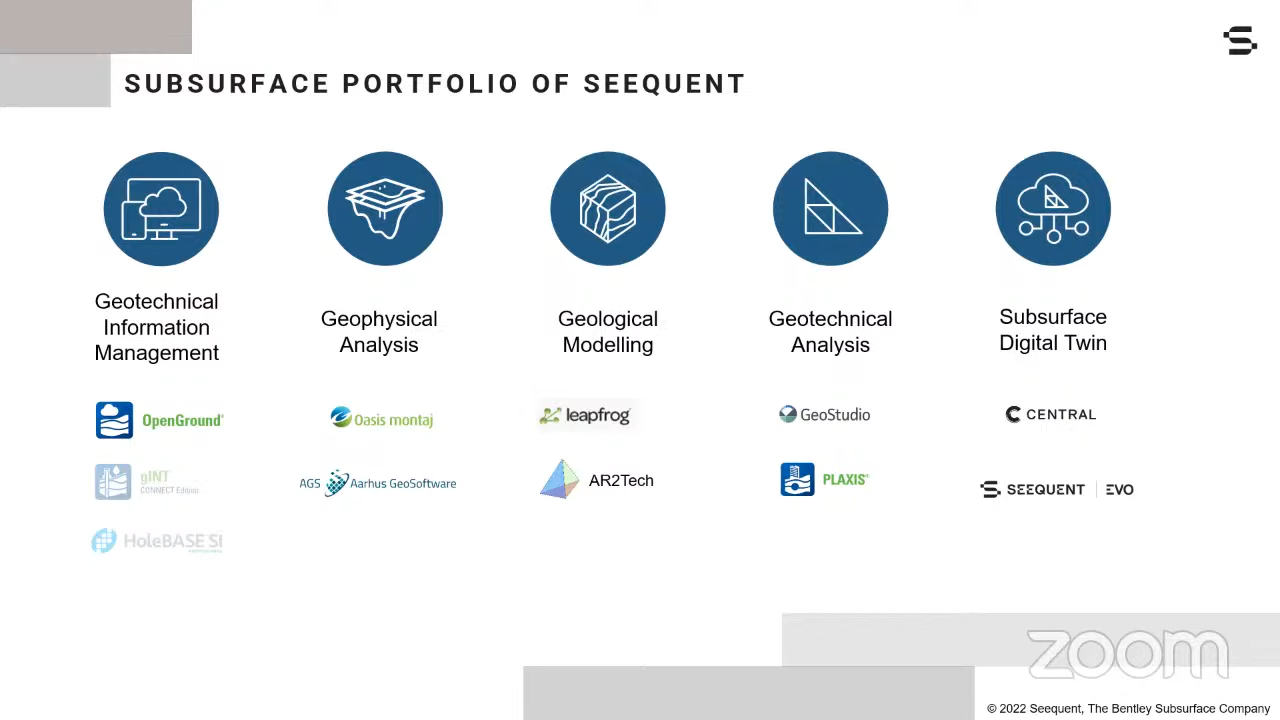 SUBSURFACE PORTFOLIO OF SEEQUENT
Geotechnical
Information
Management
Geophysical
Analysis
Geological
Modelling
Geotechnical
Analysis
Subsurface
Digital Twin
OpenGround®
gINT
CONNECT Edition
HoleBASE SI
Oasis montaj
AGS Aarhus GeoSoftware
leapfrog
AR2Tech
GeoStudio
PLAXIS®
CENTRAL
SEEQUENT | EVO
zoom
© 2022 Seequent, The Bentley Subsurface Company